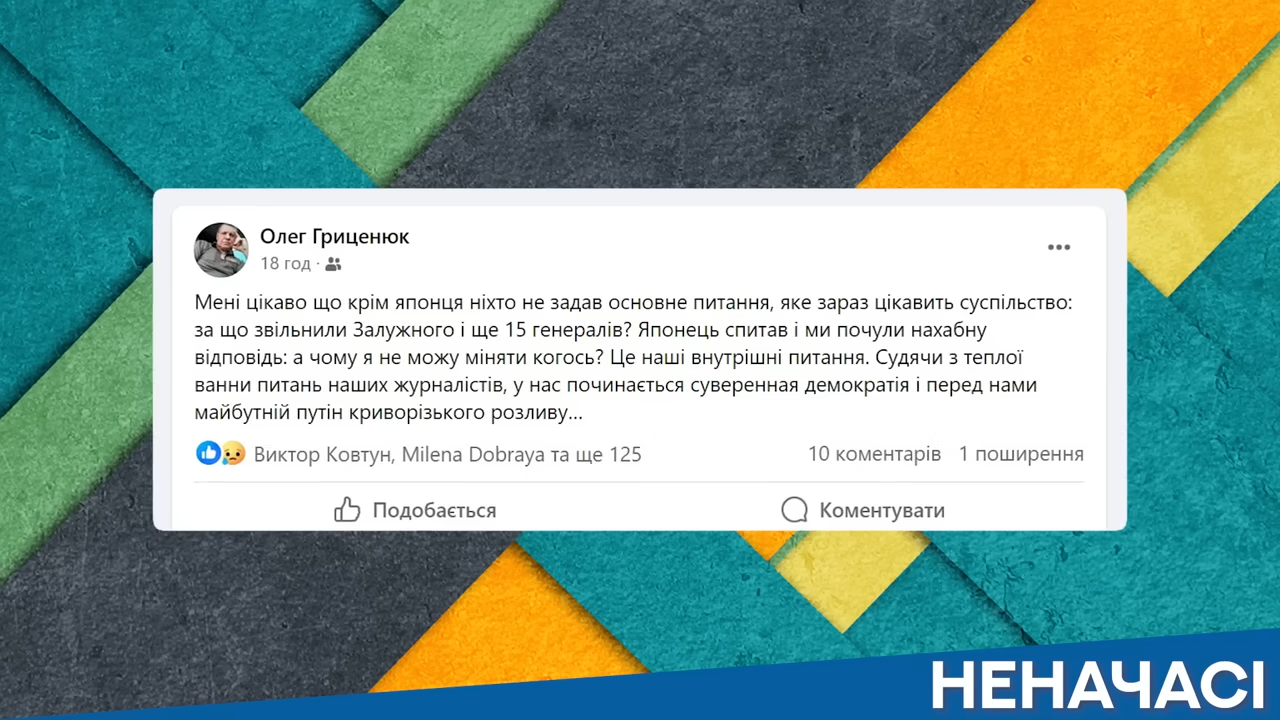 Олег Гриценюк
18 год ·
Мені цікаво що крім японця ніхто не задав основне питання, яке зараз цікавить суспільство:
за що звільнили Залужного і ще 15 генералів? Японець спитав і ми почули нахабну
відповідь: а чому я не можу міняти когось? Це наші внутрішні питання. Судячи з теплої
ванни питань наших журналістів, у нас починається суверенная демократія і перед нами
майбутній путін криворізького розливу...
Виктор Ковтун, Milena Dobraya та ще 125
10 коментарів 1 поширення
Подобається
Коментувати
НЕНАЧАСІ